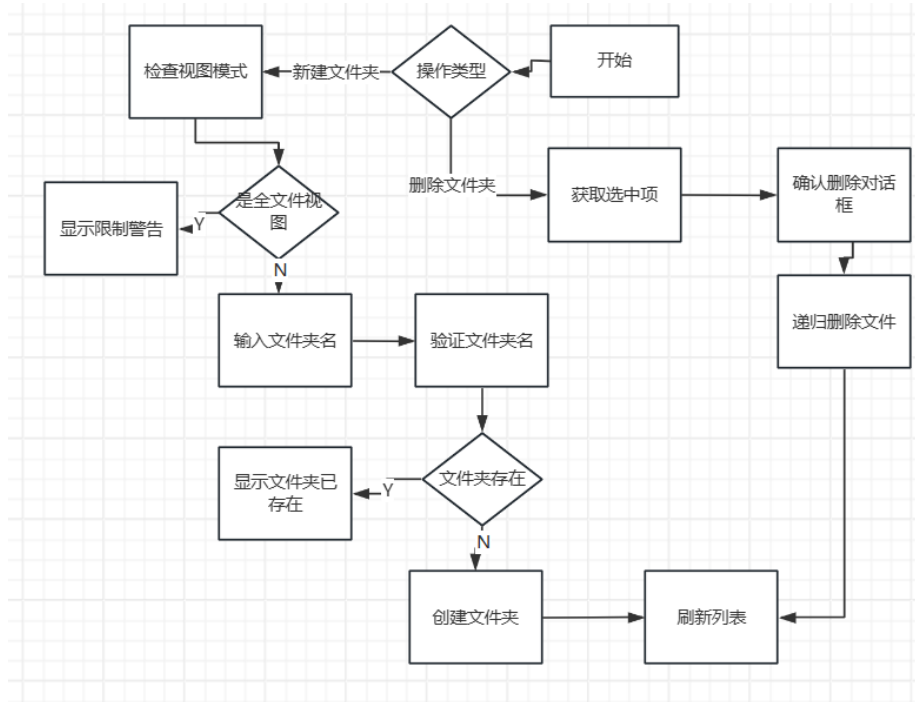 检查视图模式
新建文件夹
操作类型
开始
删除文件夹
获取选中项
确认删除对话
框
是全文件视
图
Y
显示限制警告
N
递归删除文件
输入文件夹名
验证文件夹名
显示文件夹已
存在
Y
文件夹存在
N
创建文件夹
刷新列表